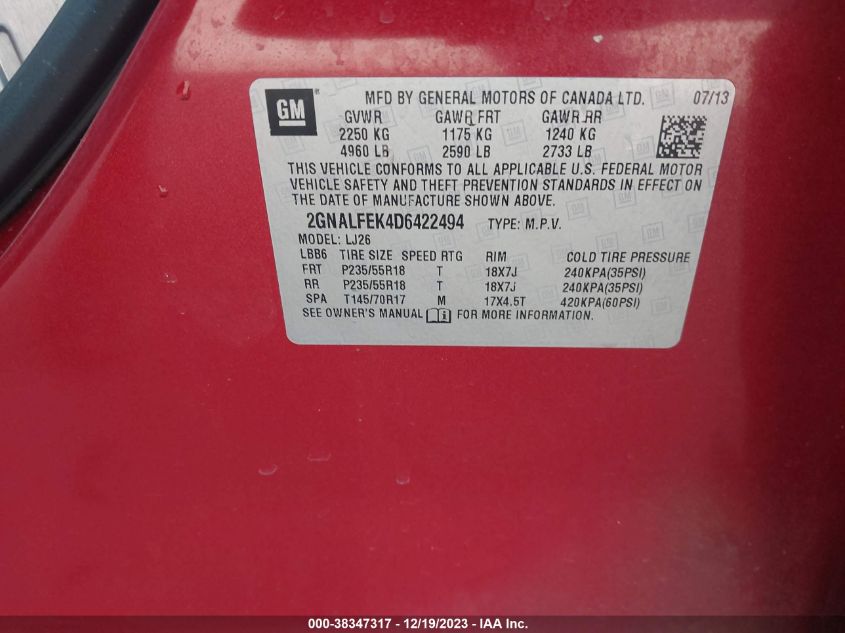 GM
MFD BY GENERAL MOTORS OF CANADA LTD. 07/13
GVWR GAWR FRT GAWR RR
2250 KG 1175 KG 1240 KG
4960 LB 2590 LB 2733 LB
THIS VEHICLE CONFORMS TO ALL APPLICABLE U.S. FEDERAL MOTOR
VEHICLE SAFETY AND THEFT PREVENTION STANDARDS IN EFFECT ON
THE DATE OF MANUFACTURE SHOWN ABOVE.
2GNALFEK4D6422494 TYPE: M.P.V.
MODEL: LJ26
LBB6 TIRE SIZE SPEED RTG RIM COLD TIRE PRESSURE
FRT P235/55R18 T 18X7J 240KPA(35PSI)
RR P235/55R18 T 18X7J 240KPA(35PSI)
SPA T145/70R17 M 17X4.5T 420KPA(60PSI)
SEE OWNER'S MANUAL FOR MORE INFORMATION.
000-38347317 - 12/19/2023 - IAA Inc.